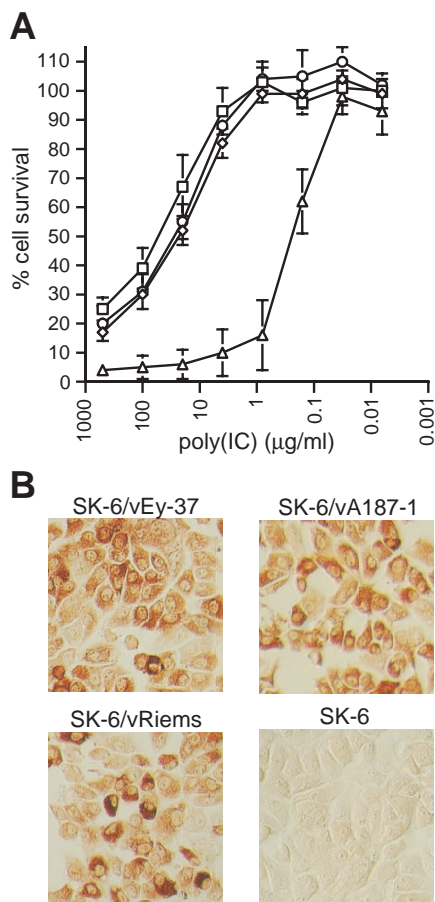 A
110
100
90
80
70
60
50
40
30
20
10
0
% cell survival
1000
100
10
1
0.1
0.01
0.001
poly(IC) (μg/ml)
B
SK-6/vEy-37
SK-6/vA187-1
SK-6/vRiems
SK-6